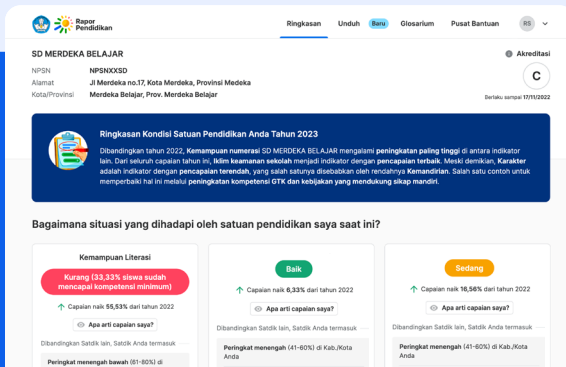 Rapor
Pendidikan
Ringkasan
Unduh Baru
Glosarium
Pusat Bantuan
RS
SD MERDEKA BELAJAR
Akreditasi
NPSN NPSNXXSD
Alamat Jl Merdeka no.17, Kota Merdeka, Provinsi Medeka
Kota/Provinsi Merdeka Belajar, Prov. Merdeka Belajar
C
Berlaku sampai 17/11/2022
Ringkasan Kondisi Satuan Pendidikan Anda Tahun 2023
Dibandingkan tahun 2022, Kemampuan numerasi SD MERDEKA BELAJAR mengalami peningkatan paling tinggi di antara indikator
lain. Dari seluruh capaian tahun ini, Iklim keamanan sekolah menjadi indikator dengan pencapaian terbaik. Meski demikian, Karakter
adalah indikator dengan pencapaian terendah, yang salah satunya disebabkan oleh rendahnya Kemandirian. Salah satu contoh untuk
memperbaiki hal ini melalui peningkatan kompetensi GTK dan kebijakan yang mendukung sikap mandiri.
Bagaimana situasi yang dihadapi oleh satuan pendidikan saya saat ini?
Kemampuan Literasi
Kurang (33,33% siswa sudah
mencapai kompetensi minimum)
Capaian naik 55,53% dari tahun 2022
Apa arti capaian saya?
Dibandingkan Satdik lain, Satdik Anda termasuk
Peringkat menengah bawah (61-80%) di
Baik
Capaian naik 6,33% dari tahun 2022
Apa arti capaian saya?
Dibandingkan Satdik lain, Satdik Anda termasuk
Peringkat menengah (41-60%) di Kab./Kota
Anda
Sedang
Capaian naik 16,56% dari tahun 2022
Apa arti capaian saya?
Dibandingkan Satdik lain, Satdik Anda termasuk
Peringkat menengah (41-60%) di Kab./Kota
Anda